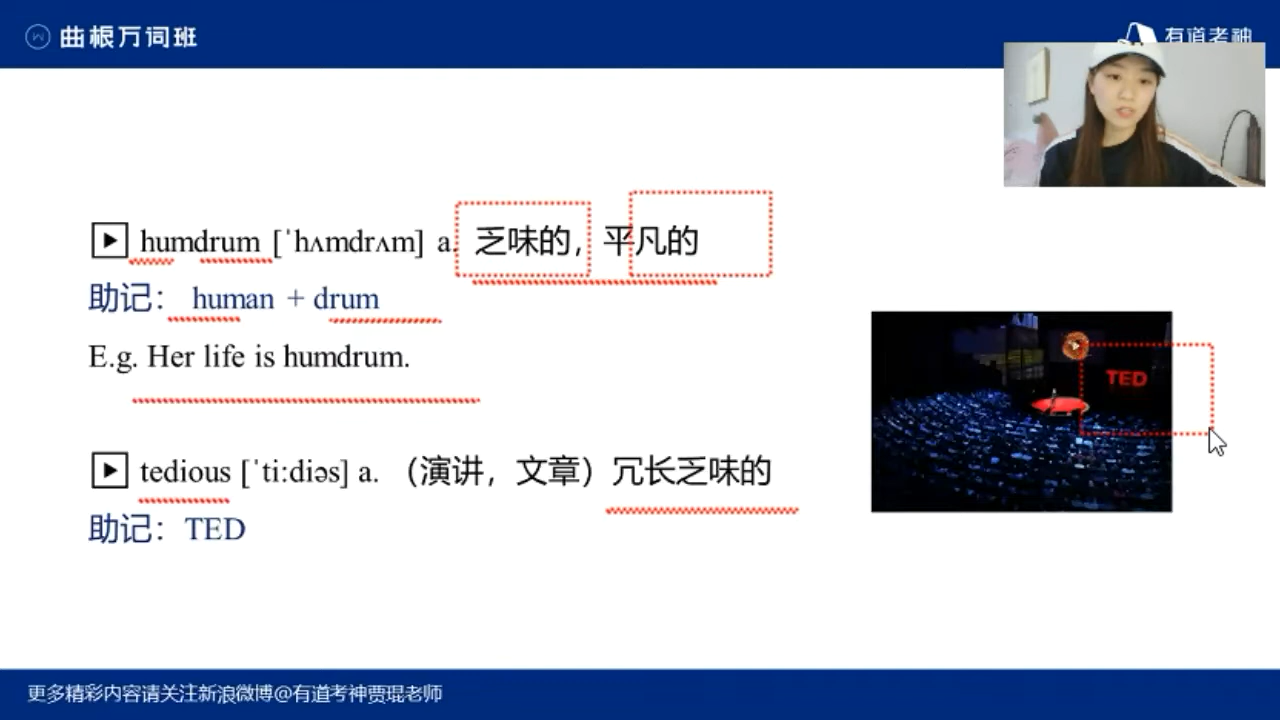 曲根万词班
有道考神
humdrum [ˈhʌmdrʌm] a. 乏味的，平凡的
助记： human + drum
E.g. Her life is humdrum.
TED
tedious [ˈti:diəs] a. （演讲，文章）冗长乏味的
助记：TED
更多精彩内容请关注新浪微博@有道考神贾琨老师